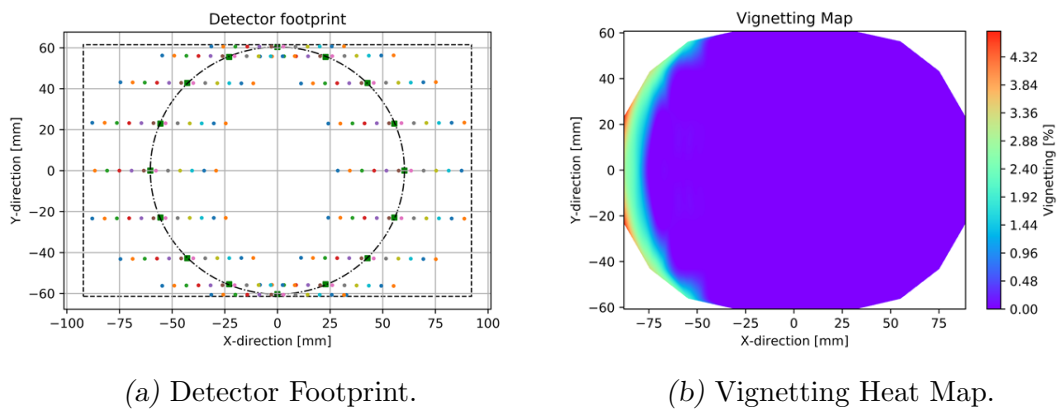 Detector footprint
60
40
20
0
−20
−40
−60
Y-direction [mm]
−100 −75 −50 −25 0 25 50 75 100
X-direction [mm]
Vignetting Map
60
40
20
0
−20
−40
−60
Y-direction [mm]
−75 −50 −25 0 25 50 75
X-direction [mm]
4.32
3.84
3.36
2.88
2.40
1.92
1.44
0.96
0.48
0.00
Vignetting [%]
(a) Detector Footprint.
(b) Vignetting Heat Map.